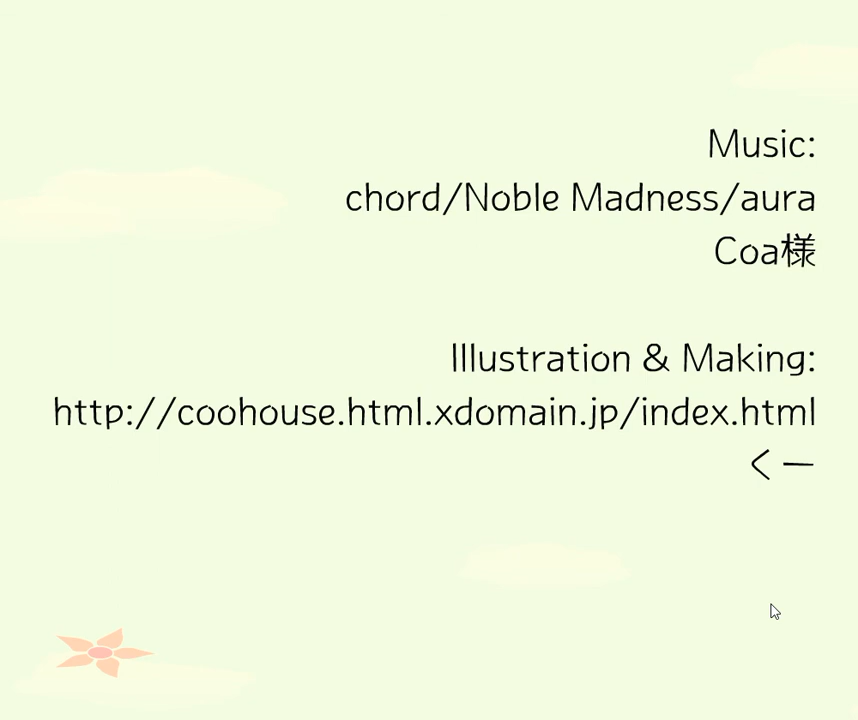 Music:
chord/Noble Madness/aura
Coa様
Illustration & Making:
http://coohouse.html.xdomain.jp/index.html
くー